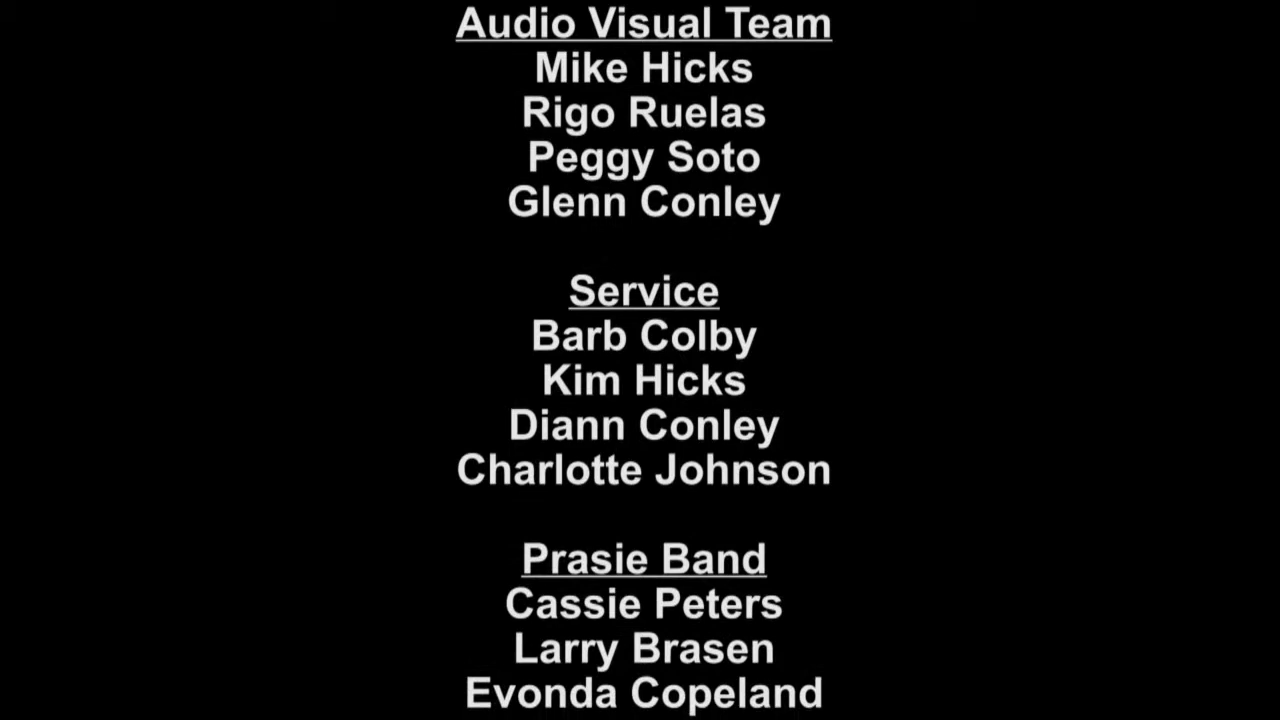 Audio Visual Team
Mike Hicks
Rigo Ruelas
Peggy Soto
Glenn Conley
Service
Barb Colby
Kim Hicks
Diann Conley
Charlotte Johnson
Prasie Band
Cassie Peters
Larry Brasen
Evonda Copeland